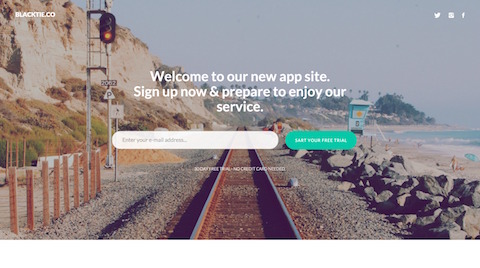 BLACKTIE.CO
Welcome to our new app site.
Sign up now & prepare to enjoy our
service.
Enter your e-mail address...
SART YOUR FREE TRIAL
30 DAY FREE TRIAL - NO CREDIT CARD NEEDED